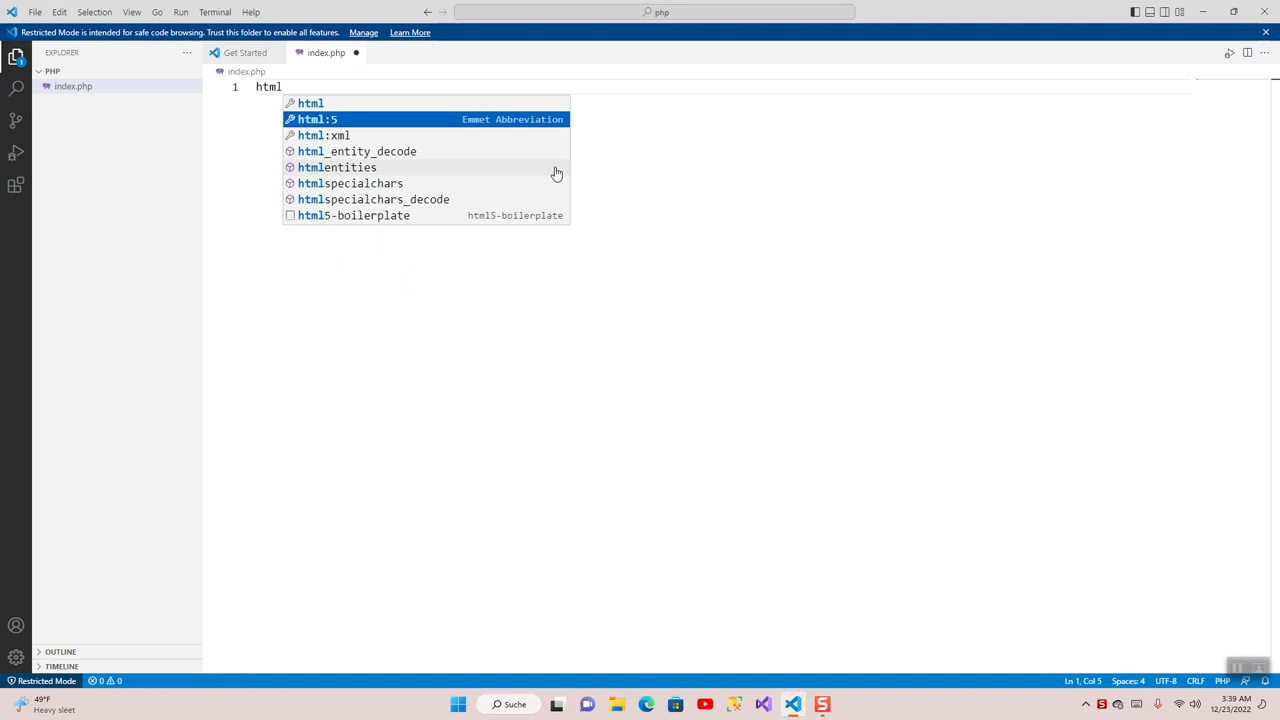 File Edit Selection View Go Run Terminal Help php
Restricted Mode is intended for safe code browsing. Trust this folder to enable all features. Manage Learn More
EXPLORER ... Get Started index.php
PHP index.php
index.php
1 html
html
html:5 Emmet Abbreviation
html:xml
html_entity_decode
htmlentities
htmlspecialchars
htmlspecialchars_decode
html5-boilerplate html5-boilerplate
OUTLINE
TIMELINE
Restricted Mode 0 0 Ln 1, Col 5 Spaces: 4 UTF-8 CRLF PHP
49°F
Heavy sleet
Suche
3:39 AM
12/23/2022